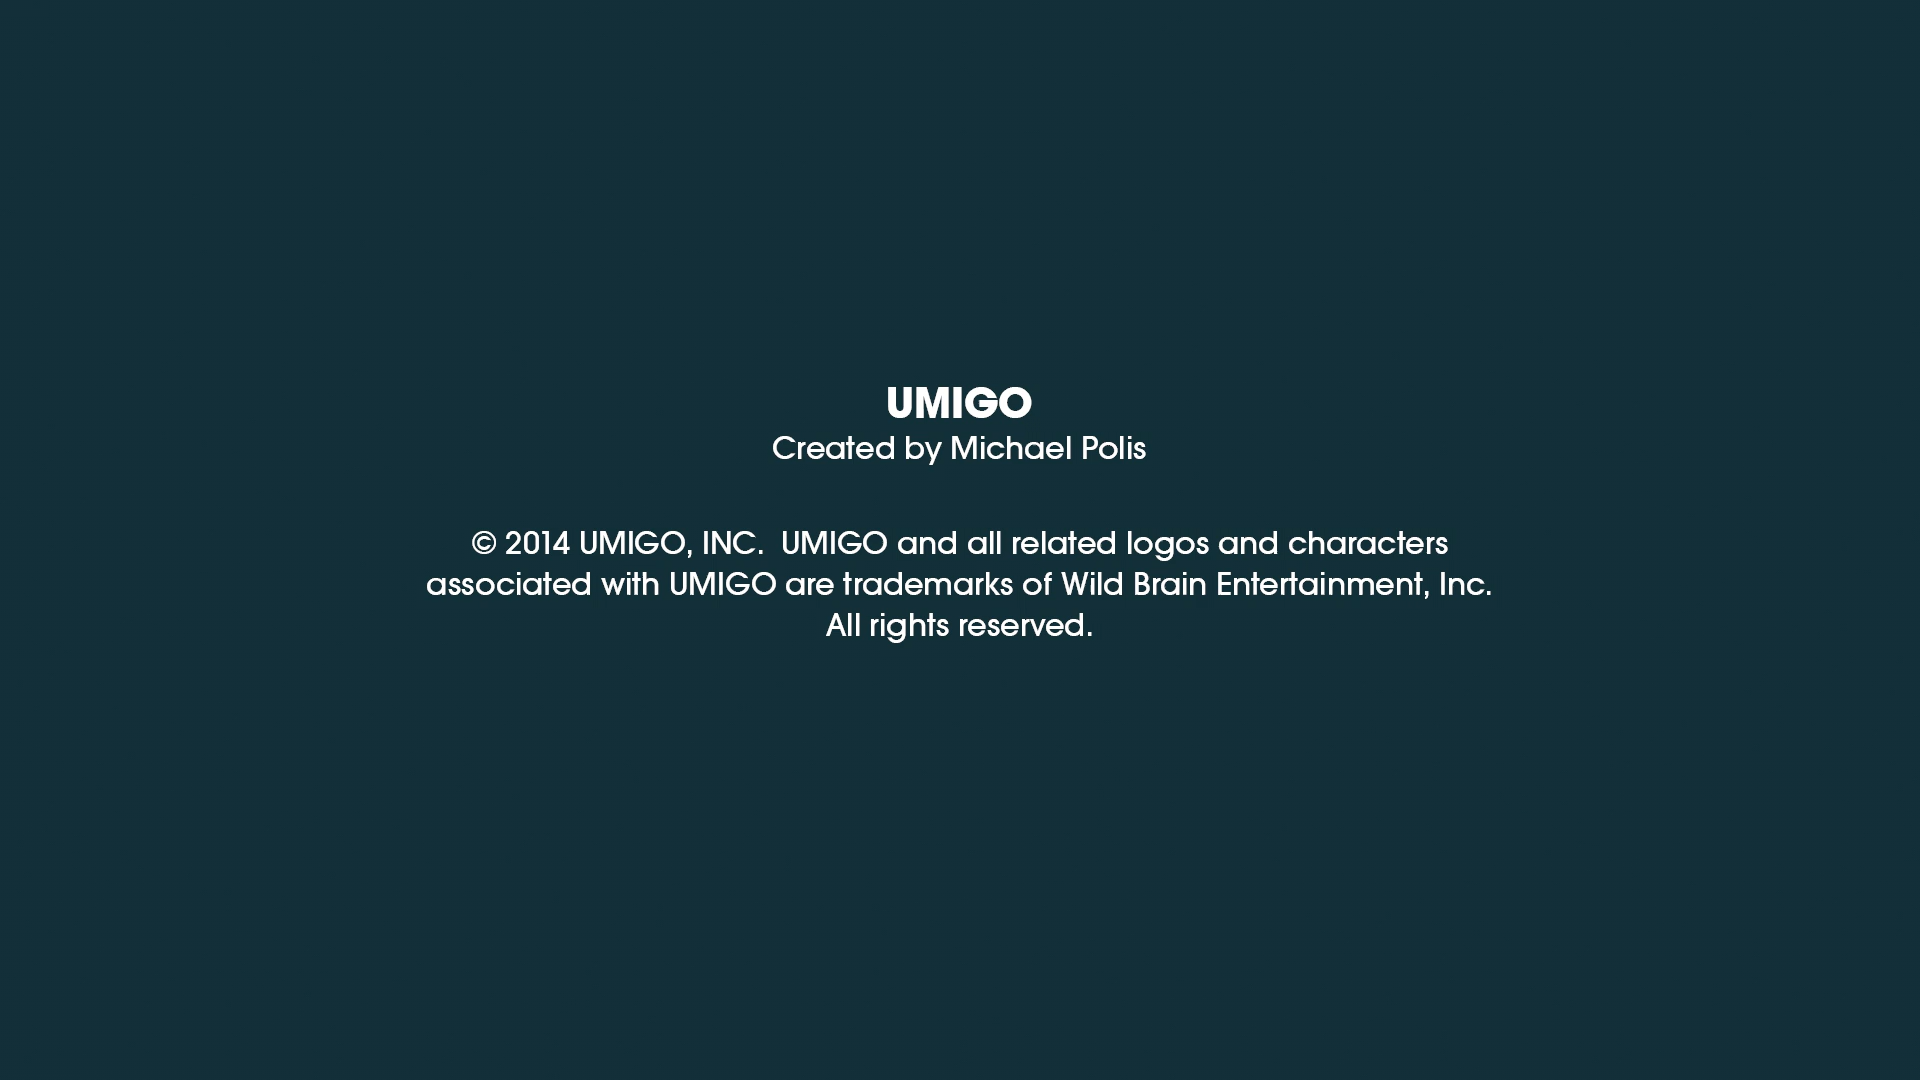 UMIGO
Created by Michael Polis
© 2014 UMIGO, INC.  UMIGO and all related logos and characters
associated with UMIGO are trademarks of Wild Brain Entertainment, Inc.
All rights reserved.